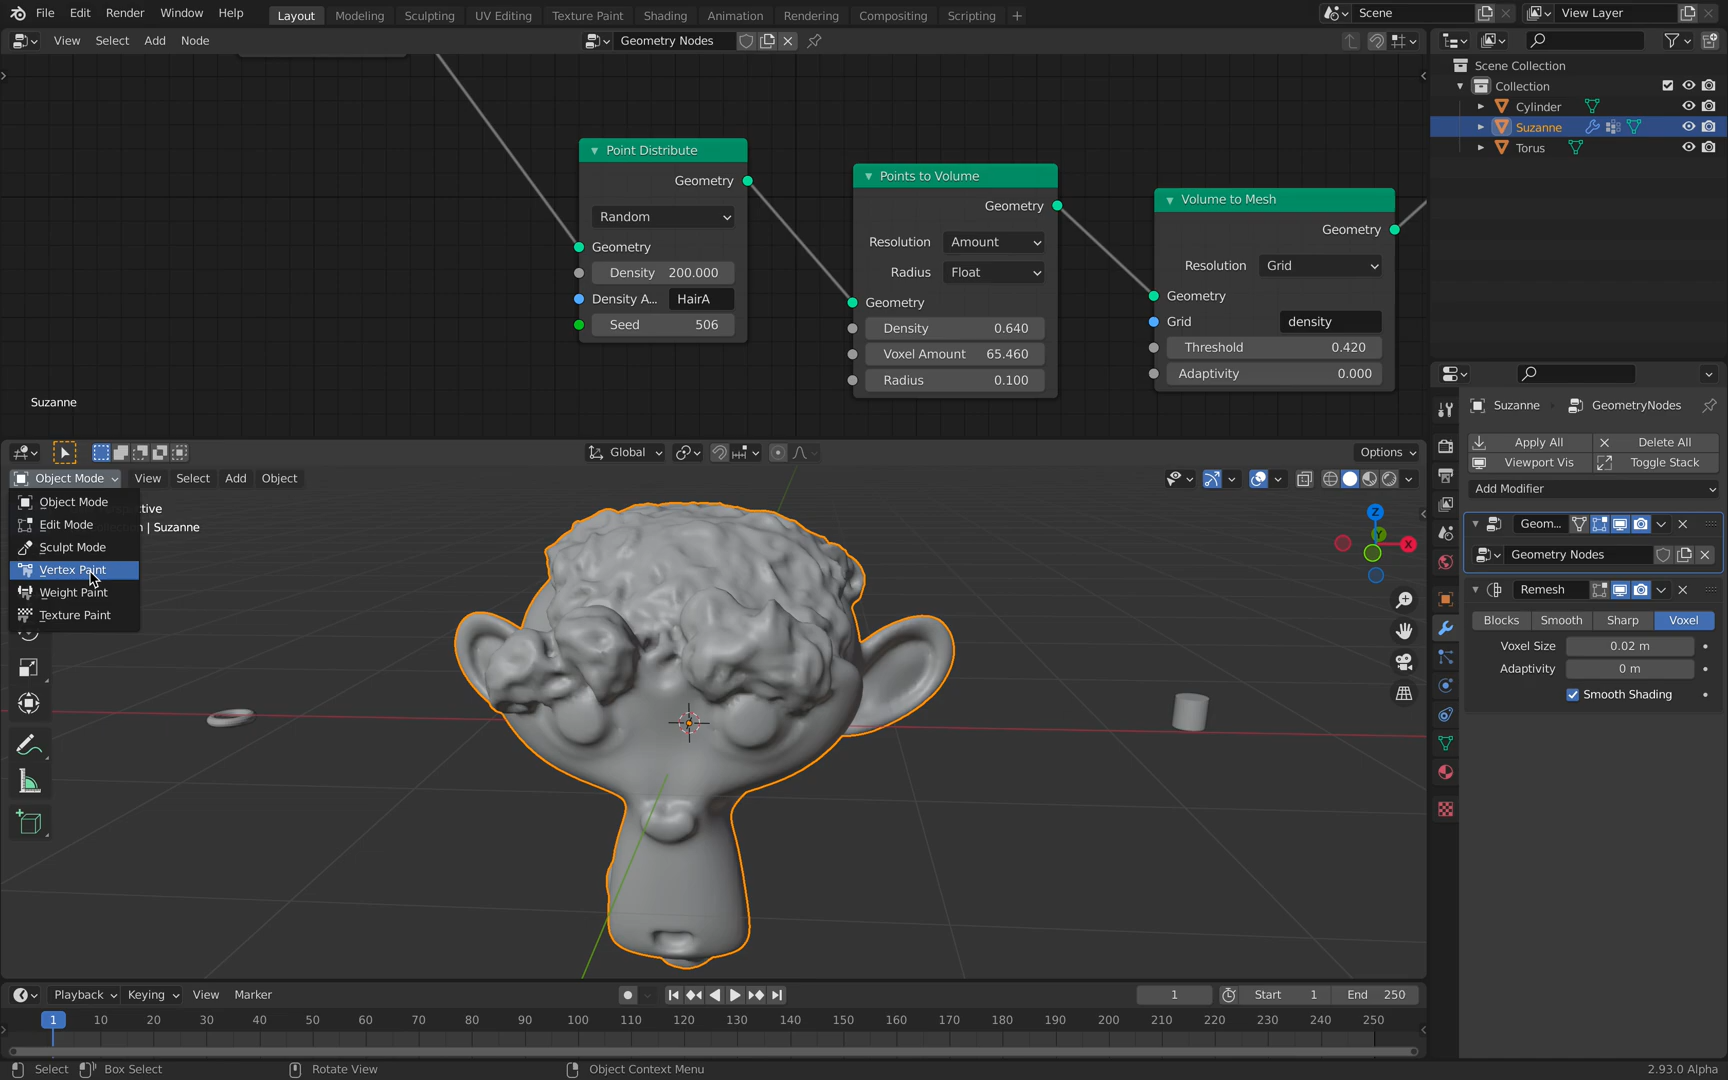 File Edit Render Window Help Layout Modeling Sculpting UV Editing Texture Paint Shading Animation Rendering Compositing Scripting + Scene View Layer
View Select Add Node Geometry Nodes
Scene Collection
Collection
Cylinder
Suzanne
Torus
Point Distribute
Geometry
Random
Geometry
Density 200.000
Density A... HairA
Seed 506
Points to Volume
Geometry
Resolution Amount
Radius Float
Geometry
Density 0.640
Voxel Amount 65.460
Radius 0.100
Volume to Mesh
Geometry
Resolution Grid
Geometry
Grid density
Threshold 0.420
Adaptivity 0.000
Suzanne
Global Options
Object Mode View Select Add Object
Object Mode
Edit Mode
Sculpt Mode
Vertex Paint
Weight Paint
Texture Paint
| Suzanne
Z
Y
X
Suzanne GeometryNodes
Apply All Delete All
Viewport Vis Toggle Stack
Add Modifier
Geom...
Geometry Nodes
Remesh
Blocks Smooth Sharp Voxel
Voxel Size 0.02 m
Adaptivity 0 m
Smooth Shading
Playback Keying View Marker 1 Start 1 End 250
1 10 20 30 40 50 60 70 80 90 100 110 120 130 140 150 160 170 180 190 200 210 220 230 240 250
Select Box Select Rotate View Object Context Menu 2.93.0 Alpha